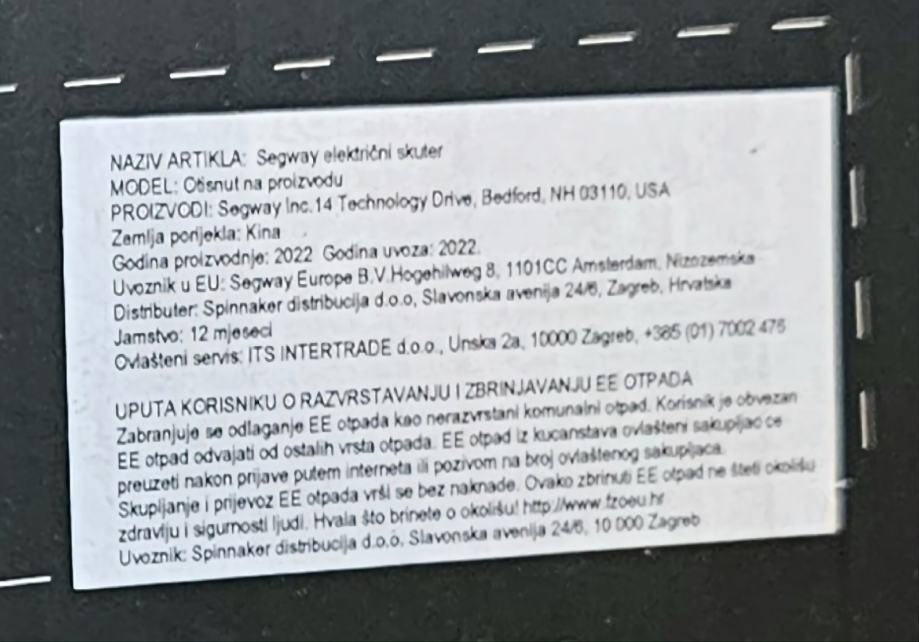 NAZIV ARTIKLA: Segway električni skuter
MODEL: Otisnut na proizvodu
PROIZVODI: Segway Inc.14 Technology Drive, Bedford, NH 03110, USA
Zemlja porijekla: Kina
Godina proizvodnje: 2022 Godina uvoza: 2022.
Uvoznik u EU: Segway Europe B.V.Hogehilweg 8, 1101CC Amsterdam, Nizozemska
Distributer: Spinnaker distribucija d.o.o, Slavonska avenija 24/6, Zagreb, Hrvatska
Jamstvo: 12 mjeseci
Ovlašteni servis: ITS INTERTRADE d.o.o., Unska 2a, 10000 Zagreb, +385 (01) 7002 475
UPUTA KORISNIKU O RAZVRSTAVANJU I ZBRINJAVANJU EE OTPADA
Zabranjuje se odlaganje EE otpada kao nerazvrstani komunalni otpad. Korisnik je obvezan
EE otpad odvajati od ostalih vrsta otpada. EE otpad iz kucanstava ovlašteni sakupljac ce
preuzeti nakon prijave putem interneta ili pozivom na broj ovlaštenog sakupljaca.
Skupljanje i prijevoz EE otpada vrši se bez naknade. Ovako zbrinuti EE otpad ne šteti okolišu
zdravlju i sigurnosti ljudi. Hvala što brinete o okolišu! http://www.fzoeu.hr
Uvoznik: Spinnaker distribucija d.o.o, Slavonska avenija 24/6, 10 000 Zagreb